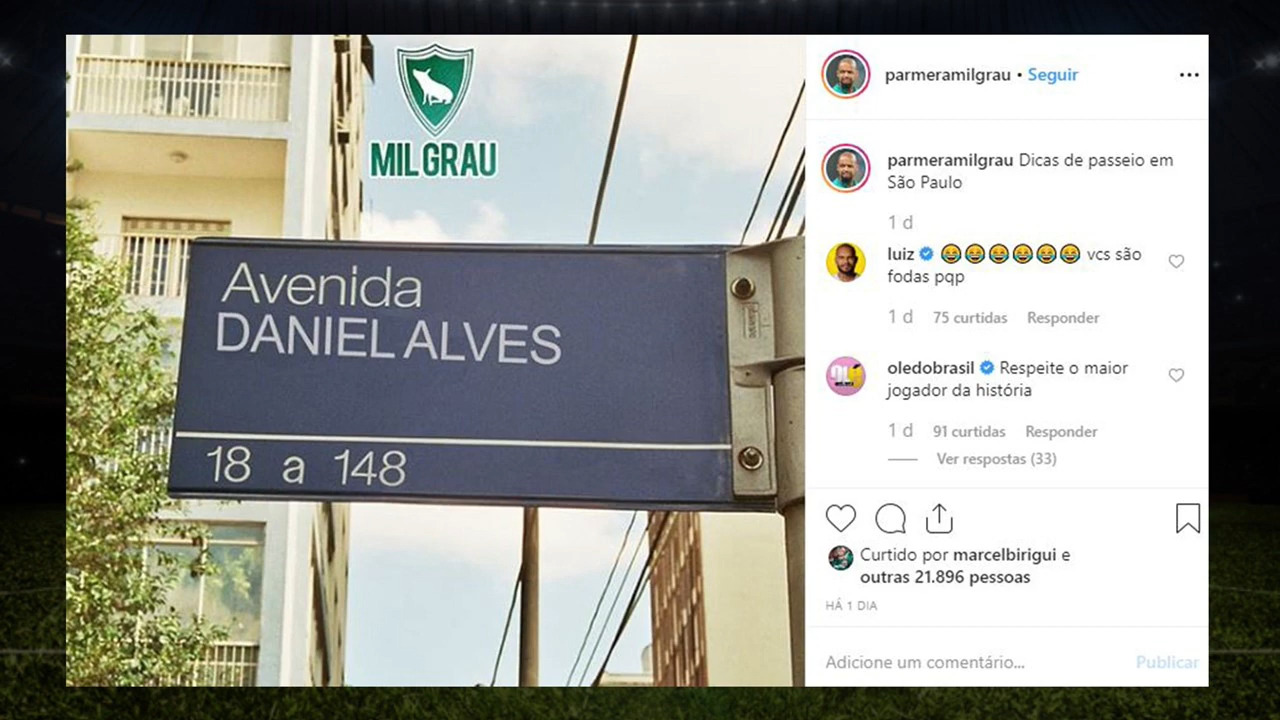 MIL GRAU
Avenida
DANIEL ALVES
18 a 148
parmeramilgrau • Seguir
parmeramilgrau Dicas de passeio em
São Paulo
1 d
luiz 😂😂😂😂😂😂 vcs são
fodas pqp
1 d 75 curtidas Responder
oledobrasil Respeite o maior
jogador da história
1 d 91 curtidas Responder
Ver respostas (33)
Curtido por marcelbirigui e
outras 21.896 pessoas
HÁ 1 DIA
Adicione um comentário... Publicar